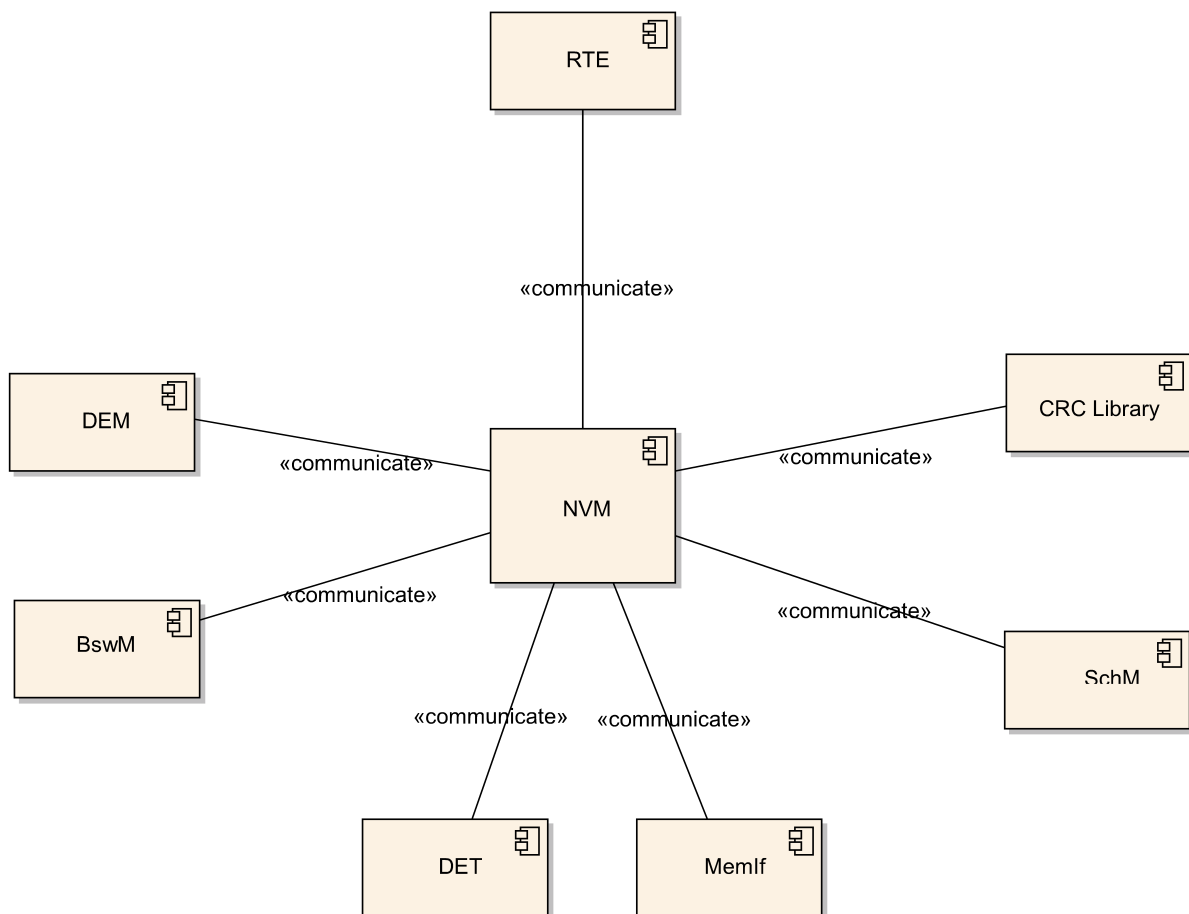 RTE
«communicate»
CRC Library
DEM
«communicate»
«communicate»
NVM
«communicate»
«communicate»
BswM
SchM
«communicate»
«communicate»
DET
MemIf